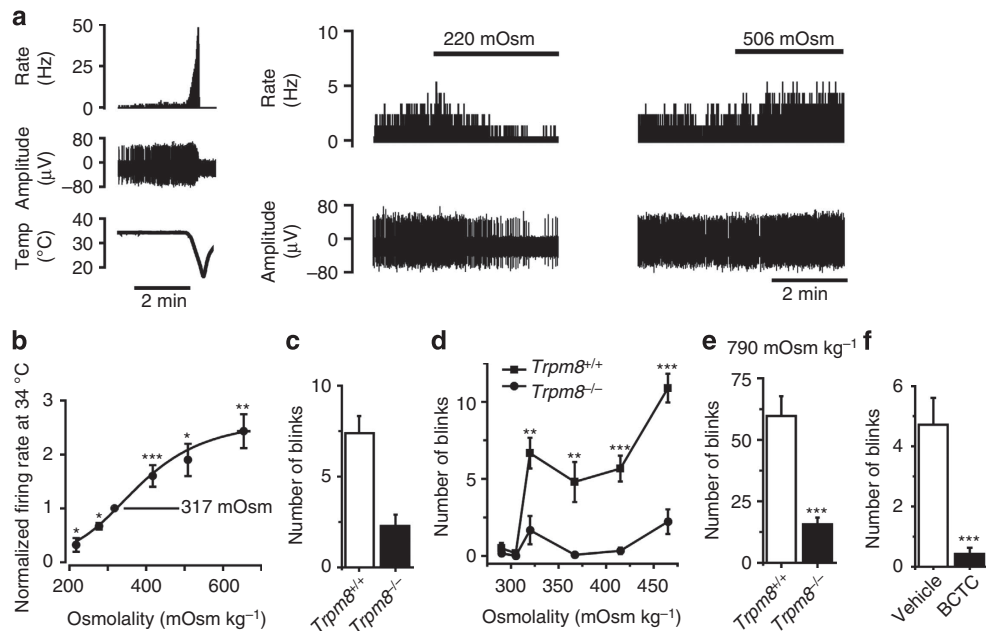 a
50
25
0
Rate
(Hz)
80
0
−80
Amplitude
(μV)
40
30
20
Temp
(°C)
2 min
10
5
0
Rate
(Hz)
220 mOsm
506 mOsm
80
0
−80
Amplitude
(μV)
2 min
b
Normalized firing rate at 34 °C
3
2
1
0
*
*
***
*
**
317 mOsm
200
400
600
Osmolality (mOsm kg⁻¹)
c
Number of blinks
10
5
0
Trpm8⁺/⁺
Trpm8⁻/⁻
d
Trpm8⁺/⁺
Trpm8⁻/⁻
Number of blinks
10
5
0
**
**
***
***
300
350
400
450
Osmolality (mOsm kg⁻¹)
e
790 mOsm kg⁻¹
Number of blinks
75
50
25
0
***
Trpm8⁺/⁺
Trpm8⁻/⁻
f
Number of blinks
6
4
2
0
***
Vehicle
BCTC